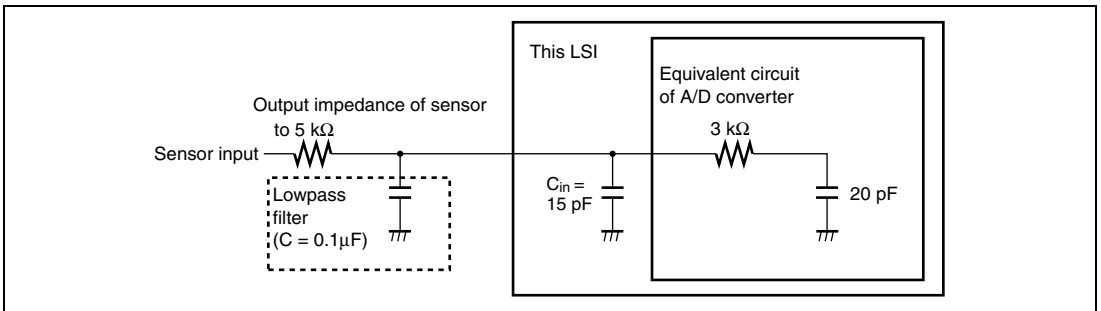 This LSI
Equivalent circuit
of A/D converter
Output impedance of sensor
to 5 kΩ
3 kΩ
Sensor input
Cin =
15 pF
20 pF
Lowpass
filter
(C = 0.1μF)